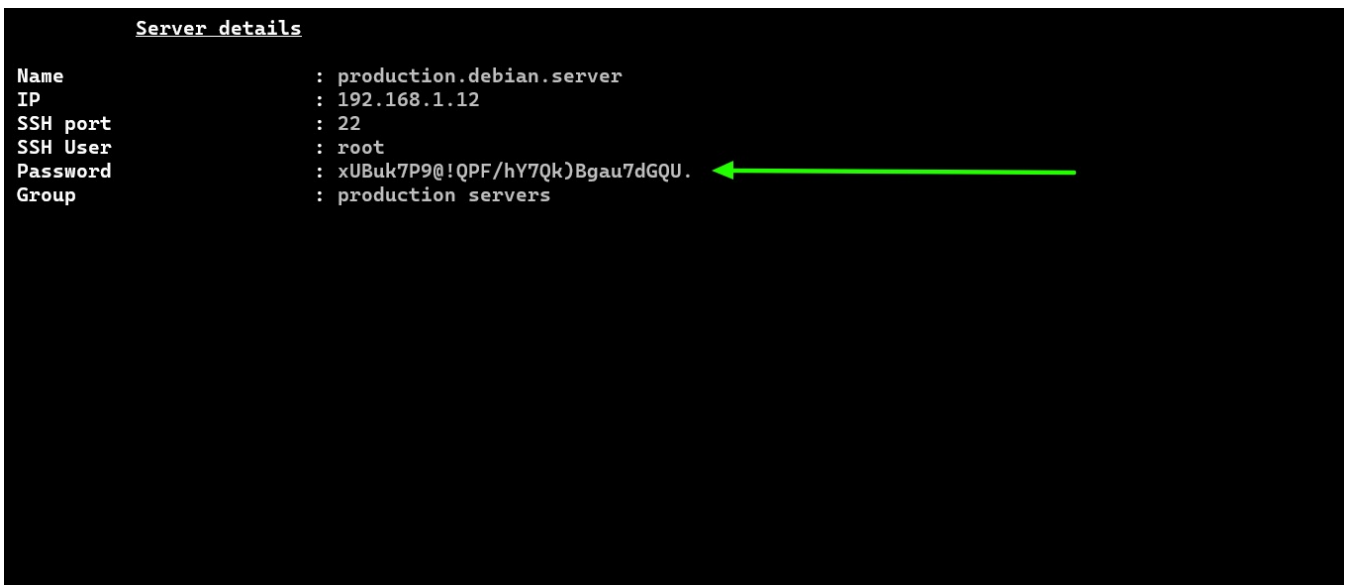 Server details
Name : production.debian.server
IP : 192.168.1.12
SSH port : 22
SSH User : root
Password : xUBuk7P9@!QPF/hY7Qk)Bgau7dGQU.
Group : production servers